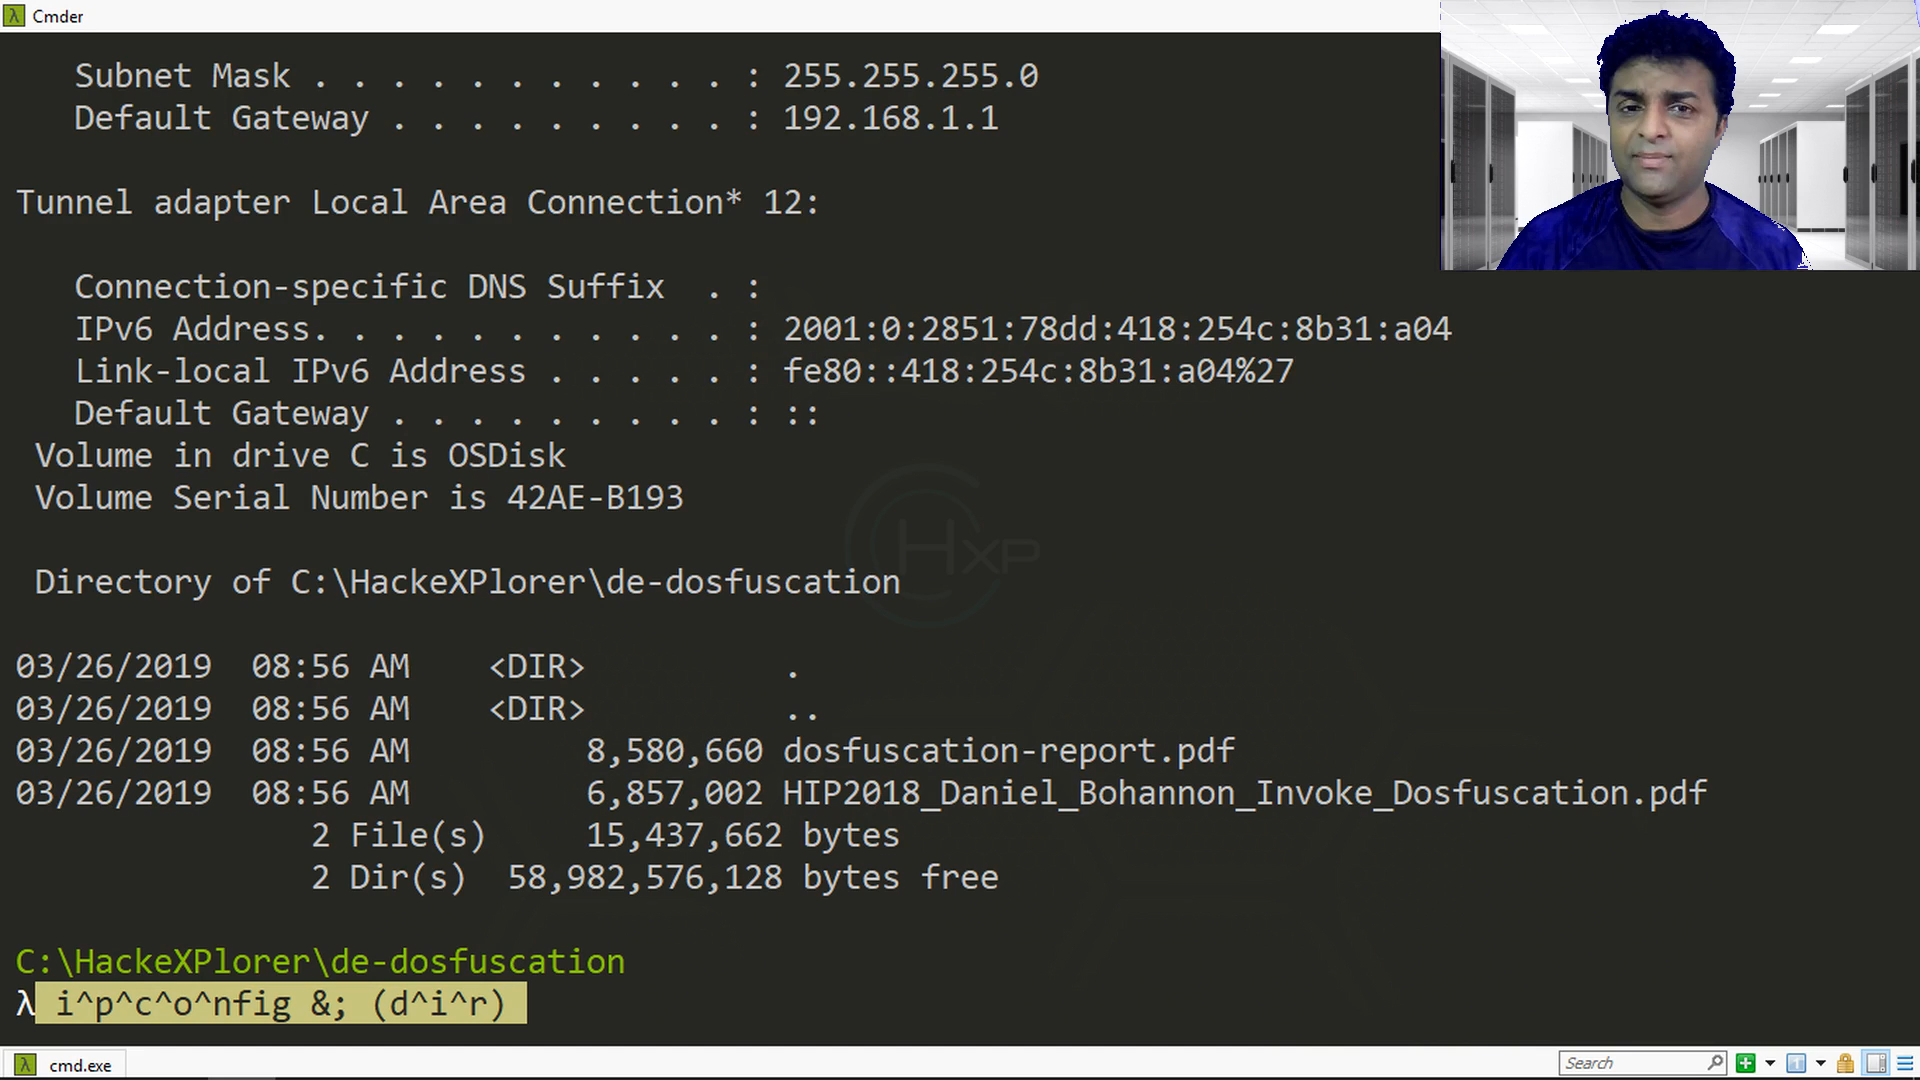 Cmder
Subnet Mask . . . . . . . . . . . : 255.255.255.0
Default Gateway . . . . . . . . . : 192.168.1.1
Tunnel adapter Local Area Connection* 12:
Connection-specific DNS Suffix  . :
IPv6 Address. . . . . . . . . . . : 2001:0:2851:78dd:418:254c:8b31:a04
Link-local IPv6 Address . . . . . : fe80::418:254c:8b31:a04%27
Default Gateway . . . . . . . . . : ::
Volume in drive C is OSDisk
Volume Serial Number is 42AE-B193
HXP
Directory of C:\HackeXPlorer\de-dosfuscation
03/26/2019  08:56 AM    <DIR>          .
03/26/2019  08:56 AM    <DIR>          ..
03/26/2019  08:56 AM         8,580,660 dosfuscation-report.pdf
03/26/2019  08:56 AM         6,857,002 HIP2018_Daniel_Bohannon_Invoke_Dosfuscation.pdf
2 File(s)     15,437,662 bytes
2 Dir(s)  58,982,576,128 bytes free
C:\HackeXPlorer\de-dosfuscation
λ i^p^c^o^nfig &; (d^i^r)
λ cmd.exe
Search